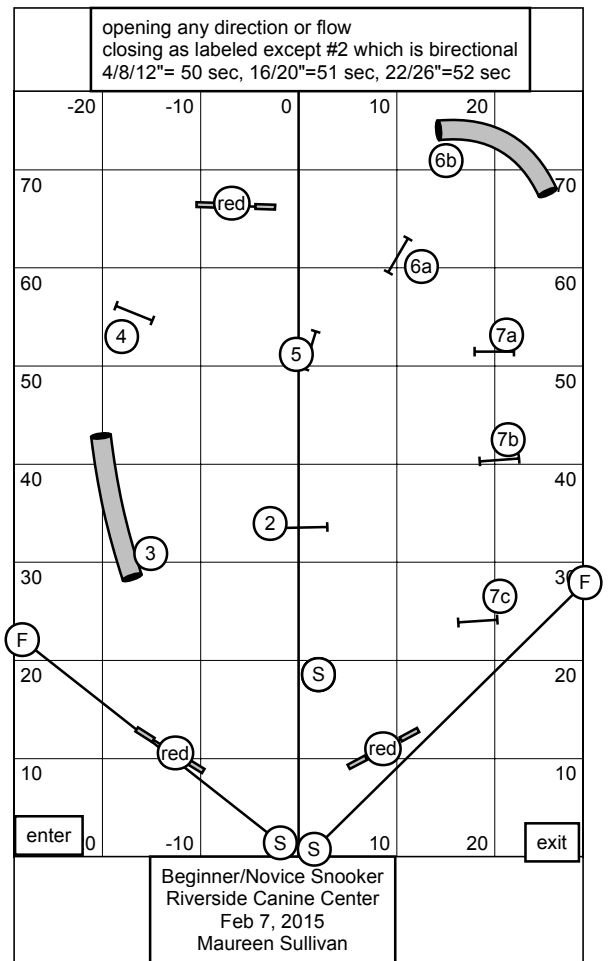 opening any direction or flow
closing as labeled except #2 which is birectional
4/8/12"= 50 sec, 16/20"=51 sec, 22/26"=52 sec
-20 -10 0 10 20
6b
70 red 70
60 6a 60
4 5 7a
50 50
7b
40 40
2
3
30 30 F
7c
F
20 S 20
red red
10 10
enter 0 -10 S S 10 20 exit
Beginner/Novice Snooker
Riverside Canine Center
Feb 7, 2015
Maureen Sullivan